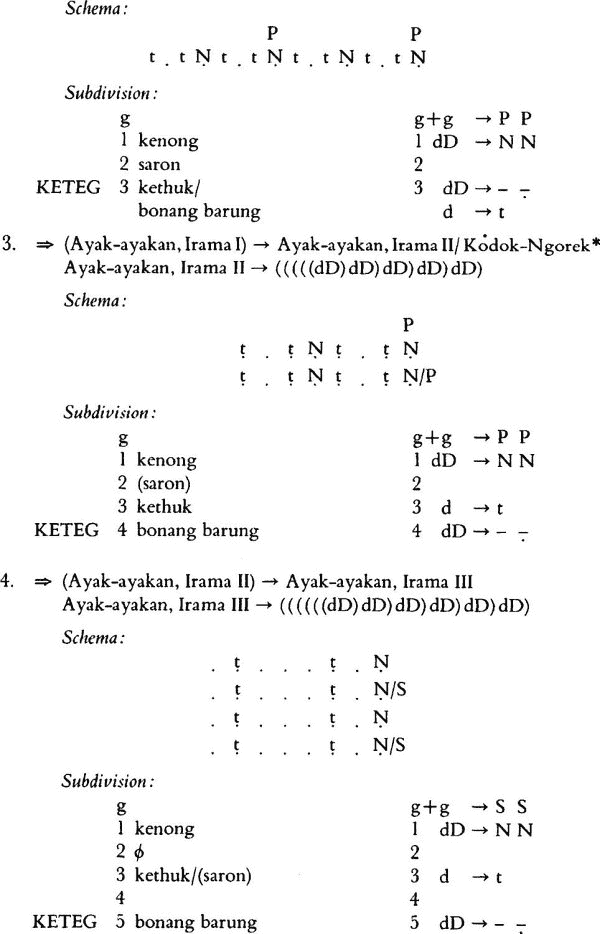 Schema:
P P
t . t Ṇ t . t Ṇ t . t Ṇ t . t Ṇ
Subdivision:
g g+g → P P
1 kenong 1 dD → N N
2 saron 2
KETEG 3 kethuk/ 3 dD → – –̣
bonang barung d → t
3. ⇒ (Ayak-ayakan, Irama I) → Ayak-ayakan, Irama II/Kȯdok-Ngorek*
Ayak-ayakan, Irama II → (((((dD) dD) dD) dD) dD)
Schema:
P
ṭ . ṭ Ṇ ṭ . ṭ Ṇ
ṭ . ṭ Ṇ ṭ . ṭ Ṇ/P
Subdivision:
g g+g → P P
1 kenong 1 dD → N N
2 (saron) 2
3 kethuk 3 d → t
KETEG 4 bonang barung 4 dD → – –̣
4. ⇒ (Ayak-ayakan, Irama II) → Ayak-ayakan, Irama III
Ayak-ayakan, Irama III → ((((((dD) dD) dD) dD) dD) dD)
Schema:
. ṭ . . . ṭ . Ṇ
. ṭ . . . ṭ . Ṇ/S
. ṭ . . . ṭ . Ṇ
. ṭ . . . ṭ . Ṇ/S
Subdivision:
g g+g → S S
1 kenong 1 dD → N N
2 ϕ 2
3 kethuk/(saron) 3 d → t
4 4
KETEG 5 bonang barung 5 dD → – –̣